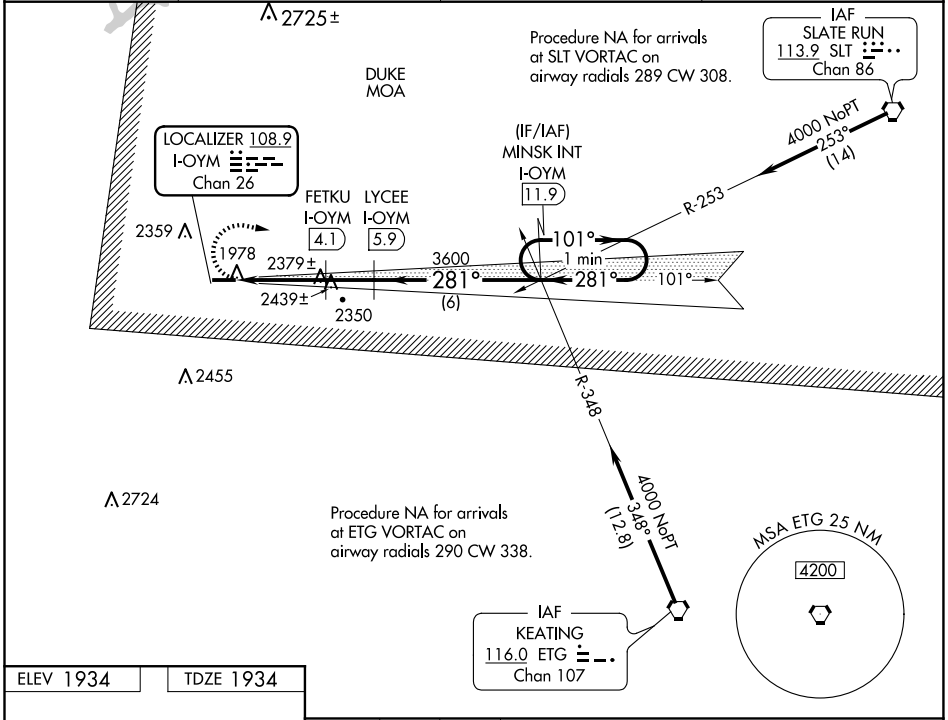 2725±
Procedure NA for arrivals
at SLT VORTAC on
airway radials 289 CW 308.
IAF
SLATE RUN
113.9 SLT
Chan 86
DUKE
MOA
4000 NoPT
253°
(14)
R-253
(IF/IAF)
MINSK INT
I-OYM
11.9
LOCALIZER 108.9
I-OYM
Chan 26
FETKU
I-OYM
4.1
LYCEE
I-OYM
5.9
2359
1978
2379±
2439±
2350
3600
281°
(6)
101°
1 min
281°
101°
2455
R-348
2724
4000 NoPT
348°
(12.8)
Procedure NA for arrivals
at ETG VORTAC on
airway radials 290 CW 338.
MSA ETG 25 NM
4200
IAF
KEATING
116.0 ETG
Chan 107
ELEV 1934
TDZE 1934